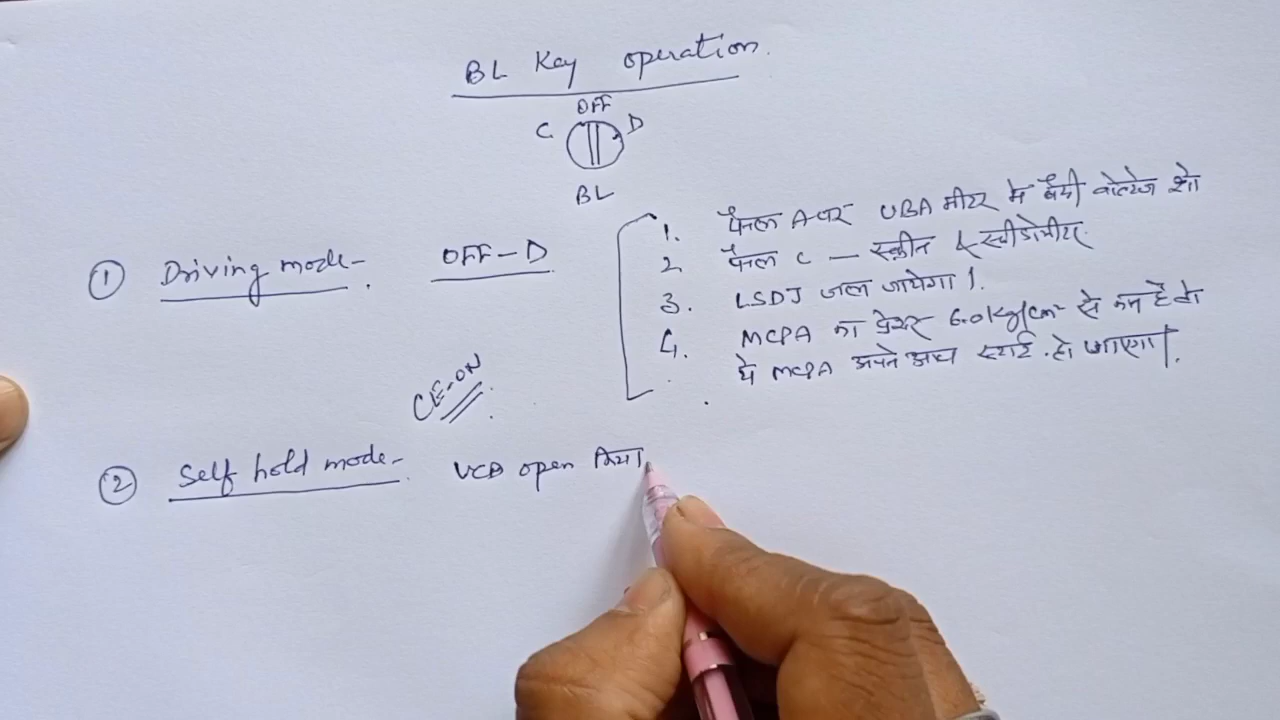 BL Key operation.
OFF
C D
BL
① Driving mode- OFF-D
1. पैनल A पर UBA मीटर में बैट्री वोल्टेज शो
2 पैनल C — स्क्रीन & स्पीडोमीटर
3. LSDJ जल जायेगा।.
4. MCPA का प्रेशर 6.0 kg/cm² से कम है तो
ये MCPA अपने आप स्टार्ट हो जाएगा।.
CE-ON
② Self hold mode- VCB open किया